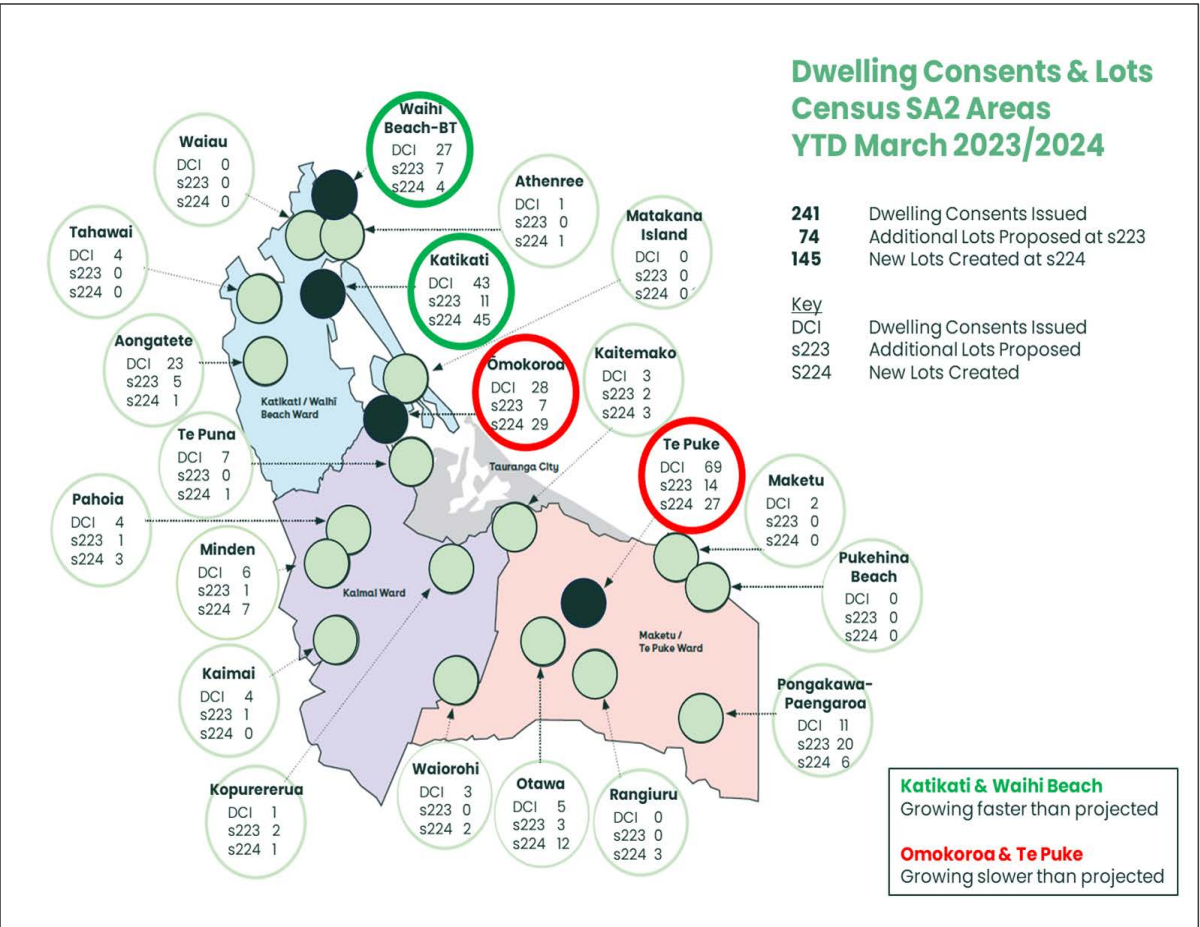 Dwelling Consents & Lots
Census SA2 Areas
YTD March 2023/2024
241 Dwelling Consents Issued
74 Additional Lots Proposed at s223
145 New Lots Created at s224
Key
DCI Dwelling Consents Issued
s223 Additional Lots Proposed
S224 New Lots Created
Waihi
Beach-BT
DCI 27
s223 7
s224 4
Waiau
DCI 0
s223 0
s224 0
Athenree
DCI 1
s223 0
s224 1
Tahawai
DCI 4
s223 0
s224 0
Matakana
Island
DCI 0
s223 0
s224 0
Katikati
DCI 43
s223 11
s224 45
Aongatete
DCI 23
s223 5
s224 1
Ōmokoroa
DCI 28
s223 7
s224 29
Kaitemako
DCI 3
s223 2
s224 3
Katikati / Waihī
Beach Ward
Te Puna
DCI 7
s223 0
s224 1
Tauranga City
Te Puke
DCI 69
s223 14
s224 27
Maketu
DCI 2
s223 0
s224 0
Pahoia
DCI 4
s223 1
s224 3
Minden
DCI 6
s223 1
s224 7
Kaimai Ward
Pukehina
Beach
DCI 0
s223 0
s224 0
Maketu /
Te Puke Ward
Kaimai
DCI 4
s223 1
s224 0
Pongakawa-
Paengaroa
DCI 11
s223 20
s224 6
Kopurererua
DCI 1
s223 2
s224 1
Waiorohi
DCI 3
s223 0
s224 2
Otawa
DCI 5
s223 3
s224 12
Rangiuru
DCI 0
s223 0
s224 3
Katikati & Waihi Beach
Growing faster than projected
Omokoroa & Te Puke
Growing slower than projected